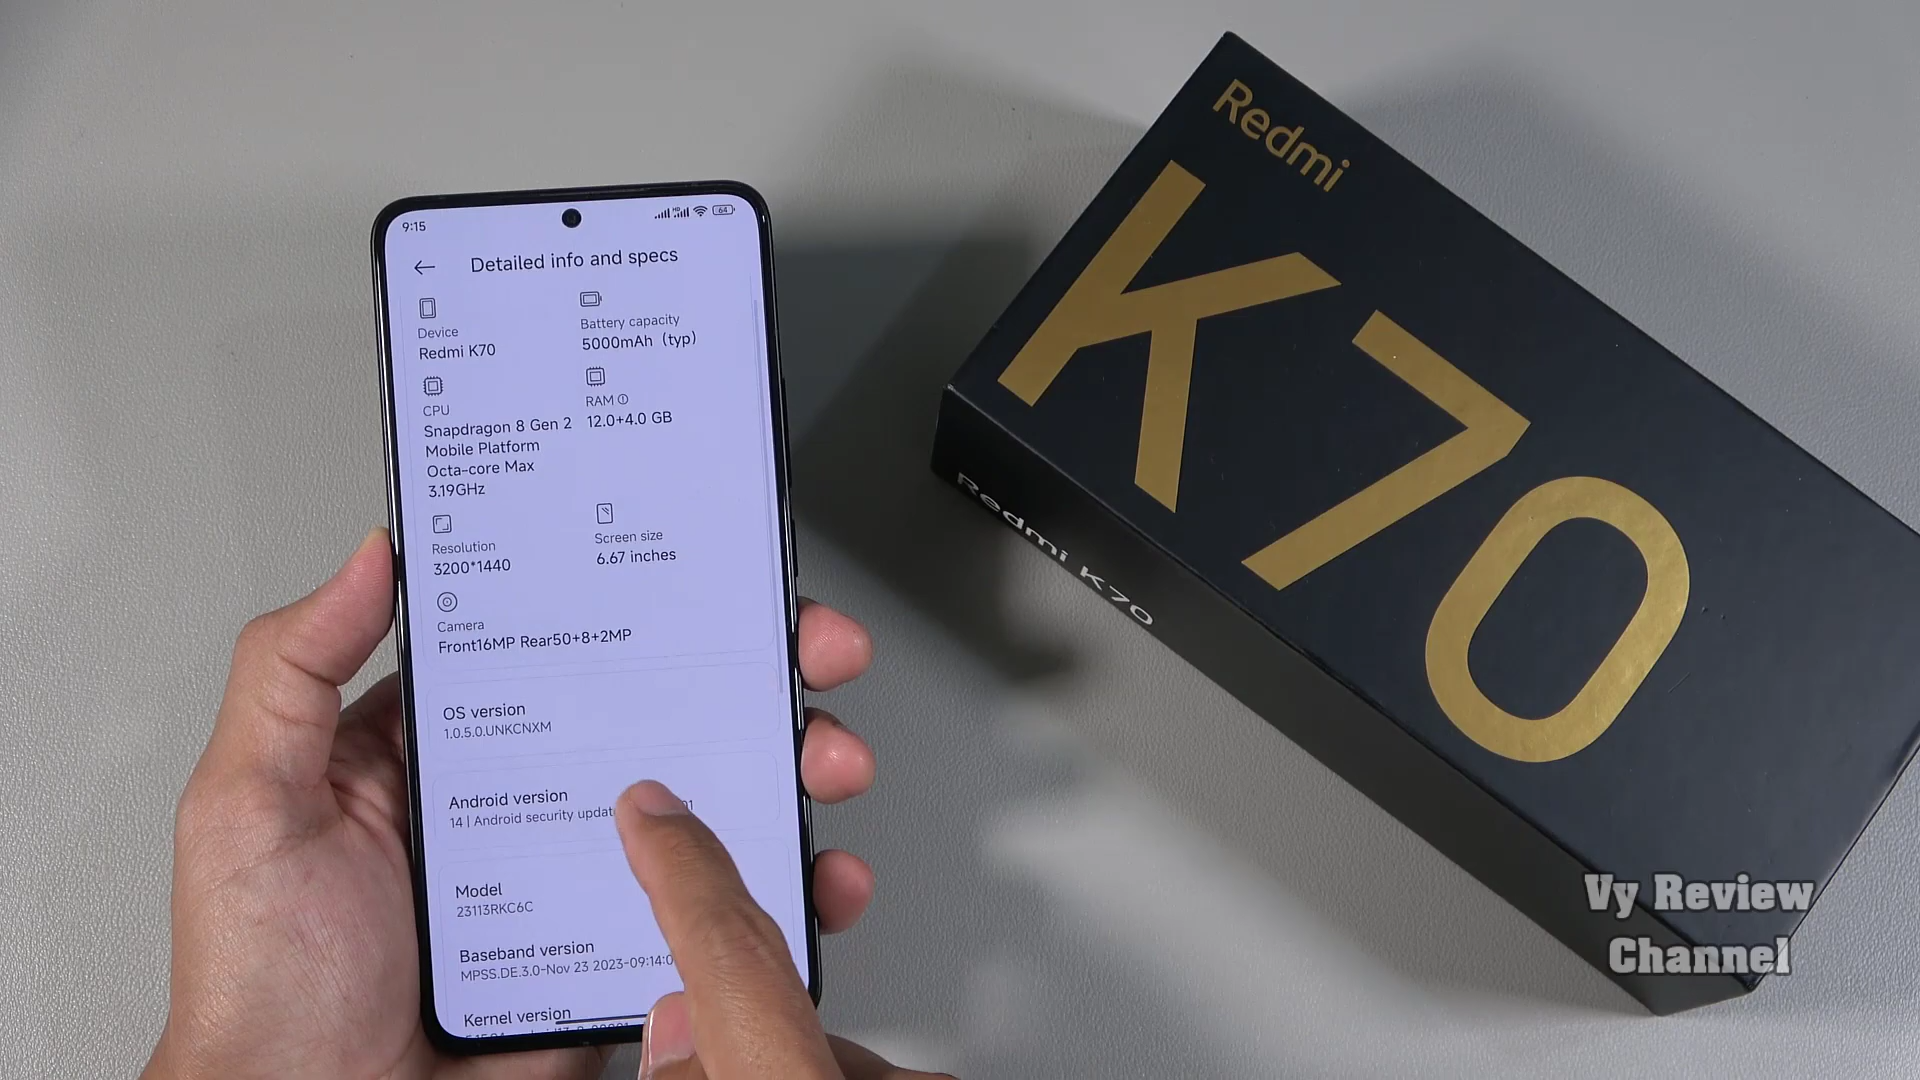 9:15
HD
64
Detailed info and specs
Device
Redmi K70
Battery capacity
5000mAh (typ)
CPU
Snapdragon 8 Gen 2
Mobile Platform
Octa-core Max
3.19GHz
RAM
12.0+4.0 GB
Resolution
3200*1440
Screen size
6.67 inches
Camera
Front16MP Rear50+8+2MP
OS version
1.0.5.0.UNKCNXM
Android version
14 | Android security
Model
23113RKC6C
Baseband version
MPSS.DE.3.0-Nov 23 2023-09:14:0
Kernel version
Redmi
K70
Redmi K70
Vy Review
Channel